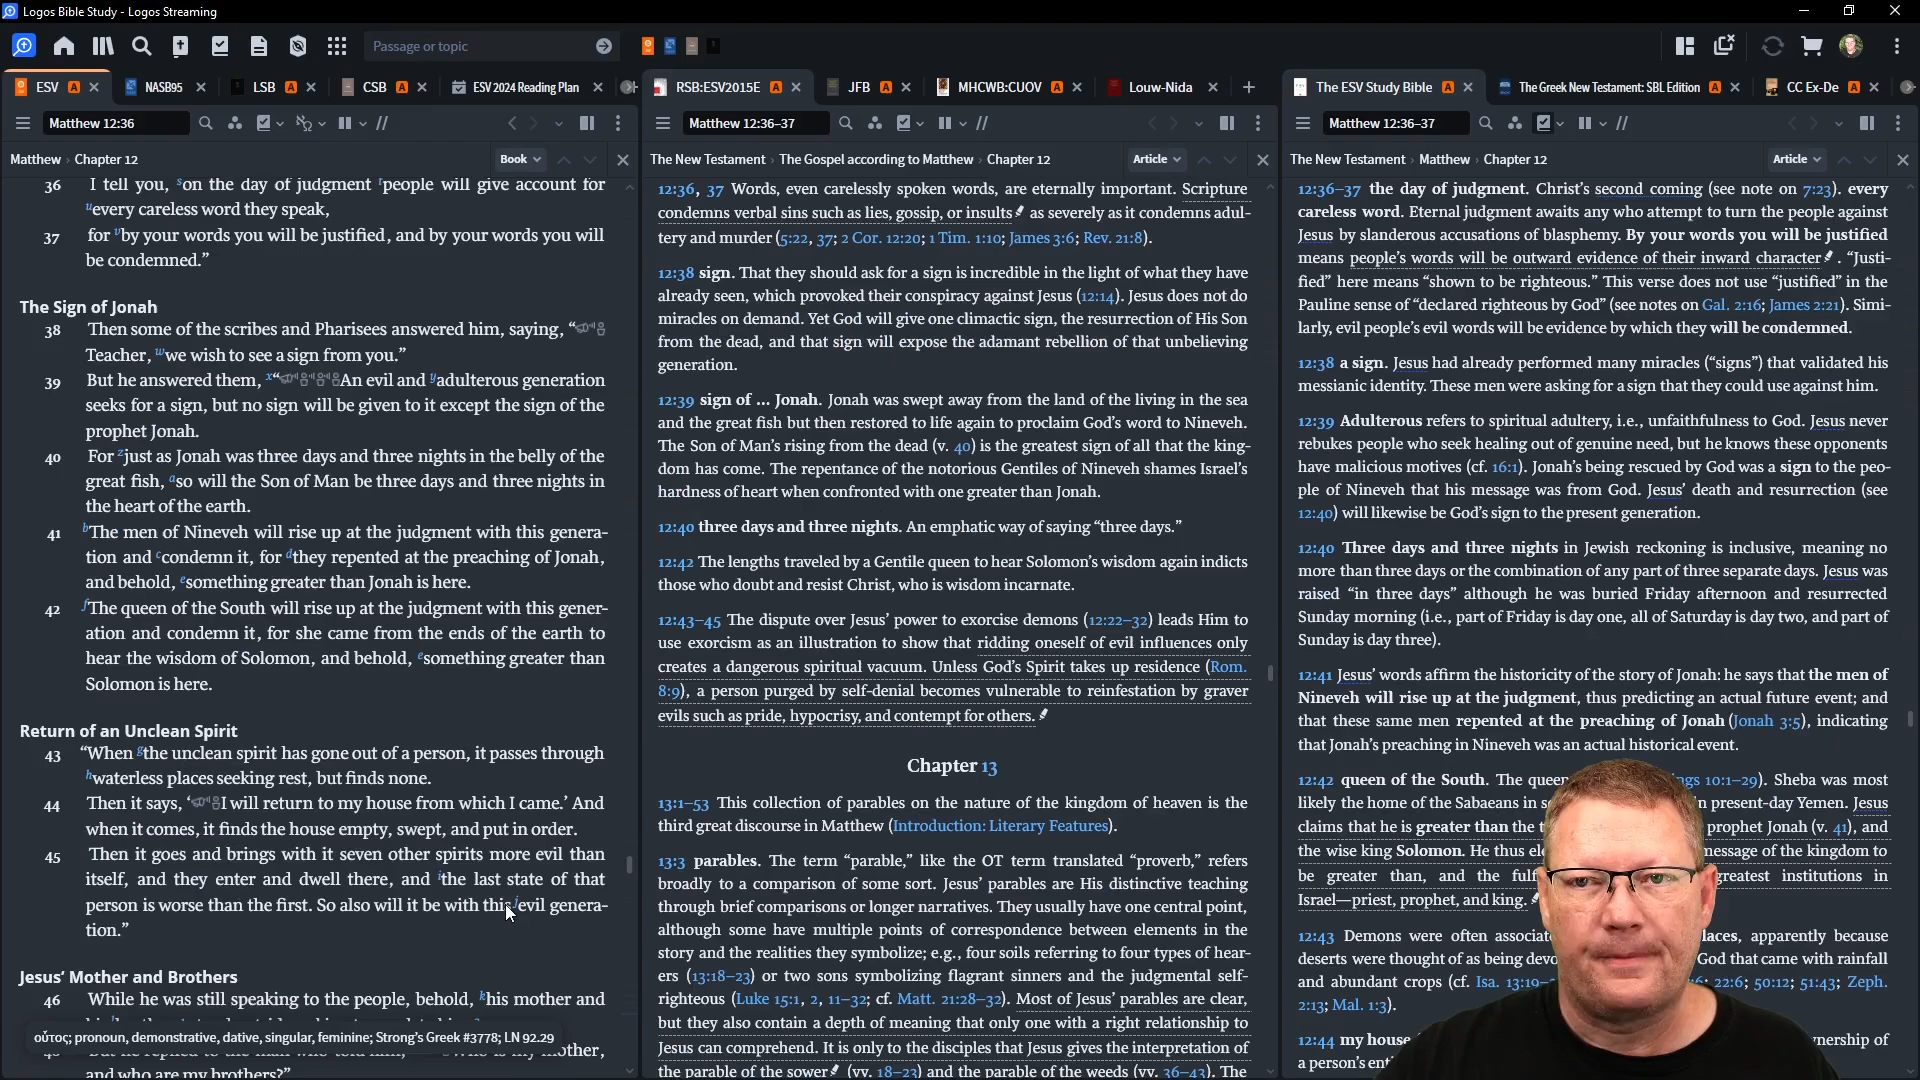 Logos Bible Study - Logos Streaming
Passage or topic
ESV A
NASB95
LSB A
CSB A
ESV 2024 Reading Plan
Matthew 12:36
Matthew › Chapter 12
Book
36 I tell you, son the day of judgment tpeople will give account for
uevery careless word they speak,
37 for vby your words you will be justified, and by your words you will
be condemned.”
The Sign of Jonah
38 Then some of the scribes and Pharisees answered him, saying, “
Teacher, wwe wish to see a sign from you.”
39 But he answered them, x“An evil and yadulterous generation
seeks for a sign, but no sign will be given to it except the sign of the
prophet Jonah.
40 For zjust as Jonah was three days and three nights in the belly of the
great fish, aso will the Son of Man be three days and three nights in
the heart of the earth.
41 bThe men of Nineveh will rise up at the judgment with this genera-
tion and ccondemn it, for dthey repented at the preaching of Jonah,
and behold, esomething greater than Jonah is here.
42 fThe queen of the South will rise up at the judgment with this gener-
ation and condemn it, for she came from the ends of the earth to
hear the wisdom of Solomon, and behold, esomething greater than
Solomon is here.
Return of an Unclean Spirit
43 “When gthe unclean spirit has gone out of a person, it passes through
hwaterless places seeking rest, but finds none.
44 Then it says, ‘I will return to my house from which I came.’ And
when it comes, it finds the house empty, swept, and put in order.
45 Then it goes and brings with it seven other spirits more evil than
itself, and they enter and dwell there, and ithe last state of that
person is worse than the first. So also will it be with this jevil genera-
tion.”
Jesus’ Mother and Brothers
46 While he was still speaking to the people, behold, khis mother and
οὗτος; pronoun, demonstrative, dative, singular, feminine; Strong’s Greek #3778; LN 92.29
mother,
and who are my brothers?”
RSB:ESV2015E A
JFB A
MHCWB:CUOV A
Louw-Nida
Matthew 12:36–37
The New Testament › The Gospel according to Matthew › Chapter 12
Article
12:36, 37 Words, even carelessly spoken words, are eternally important. Scripture
condemns verbal sins such as lies, gossip, or insults as severely as it condemns adul-
tery and murder (5:22, 37; 2 Cor. 12:20; 1 Tim. 1:10; James 3:6; Rev. 21:8).
12:38 sign. That they should ask for a sign is incredible in the light of what they have
already seen, which provoked their conspiracy against Jesus (12:14). Jesus does not do
miracles on demand. Yet God will give one climactic sign, the resurrection of His Son
from the dead, and that sign will expose the adamant rebellion of that unbelieving
generation.
12:39 sign of ... Jonah. Jonah was swept away from the land of the living in the sea
and the great fish but then restored to life again to proclaim God’s word to Nineveh.
The Son of Man’s rising from the dead (v. 40) is the greatest sign of all that the king-
dom has come. The repentance of the notorious Gentiles of Nineveh shames Israel’s
hardness of heart when confronted with one greater than Jonah.
12:40 three days and three nights. An emphatic way of saying “three days.”
12:42 The lengths traveled by a Gentile queen to hear Solomon’s wisdom again indicts
those who doubt and resist Christ, who is wisdom incarnate.
12:43–45 The dispute over Jesus’ power to exorcise demons (12:22–32) leads Him to
use exorcism as an illustration to show that ridding oneself of evil influences only
creates a dangerous spiritual vacuum. Unless God’s Spirit takes up residence (Rom.
8:9), a person purged by self-denial becomes vulnerable to reinfestation by graver
evils such as pride, hypocrisy, and contempt for others.
Chapter 13
13:1–53 This collection of parables on the nature of the kingdom of heaven is the
third great discourse in Matthew (Introduction: Literary Features).
13:3 parables. The term “parable,” like the OT term translated “proverb,” refers
broadly to a comparison of some sort. Jesus’ parables are His distinctive teaching
through brief comparisons or longer narratives. They usually have one central point,
although some have multiple points of correspondence between elements in the
story and the realities they symbolize; e.g., four soils referring to four types of hear-
ers (13:18–23) or two sons symbolizing flagrant sinners and the judgmental self-
righteous (Luke 15:1, 2, 11–32; cf. Matt. 21:28–32). Most of Jesus’ parables are clear,
but they also contain a depth of meaning that only one with a right relationship to
Jesus can comprehend. It is only to the disciples that Jesus gives the interpretation of
the parable of the sower (vv. 18–23) and the parable of the weeds (vv. 36–43). The
The ESV Study Bible A
The Greek New Testament: SBL Edition A
CC Ex-De A
Matthew 12:36–37
The New Testament › Matthew › Chapter 12
Article
12:36–37 the day of judgment. Christ’s second coming (see note on 7:23). every
careless word. Eternal judgment awaits any who attempt to turn the people against
Jesus by slanderous accusations of blasphemy. By your words you will be justified
means people’s words will be outward evidence of their inward character. “Justi-
fied” here means “shown to be righteous.” This verse does not use “justified” in the
Pauline sense of “declared righteous by God” (see notes on Gal. 2:16; James 2:21). Simi-
larly, evil people’s evil words will be evidence by which they will be condemned.
12:38 a sign. Jesus had already performed many miracles (“signs”) that validated his
messianic identity. These men were asking for a sign that they could use against him.
12:39 Adulterous refers to spiritual adultery, i.e., unfaithfulness to God. Jesus never
rebukes people who seek healing out of genuine need, but he knows these opponents
have malicious motives (cf. 16:1). Jonah’s being rescued by God was a sign to the peo-
ple of Nineveh that his message was from God. Jesus’ death and resurrection (see
12:40) will likewise be God’s sign to the present generation.
12:40 Three days and three nights in Jewish reckoning is inclusive, meaning no
more than three days or the combination of any part of three separate days. Jesus was
raised “in three days” although he was buried Friday afternoon and resurrected
Sunday morning (i.e., part of Friday is day one, all of Saturday is day two, and part of
Sunday is day three).
12:41 Jesus’ words affirm the historicity of the story of Jonah: he says that the men of
Nineveh will rise up at the judgment, thus predicting an actual future event; and
that these same men repented at the preaching of Jonah (Jonah 3:5), indicating
that Jonah’s preaching in Nineveh was an actual historical event.
12:42 queen of the South. The queen ngs 10:1–29). Sheba was most
likely the home of the Sabaeans in n present-day Yemen. Jesus
claims that he is greater than the prophet Jonah (v. 41), and
the wise king Solomon. He thus message of the kingdom to
be greater than, and the greatest institutions in
Israel—priest, prophet, and king.
12:43 Demons were often laces, apparently because
deserts were thought of as being God that came with rainfall
and abundant crops (cf. Isa. 22:6; 50:12; 51:43; Zeph.
2:13; Mal. 1:3).
12:44 my house nership of
a person’s